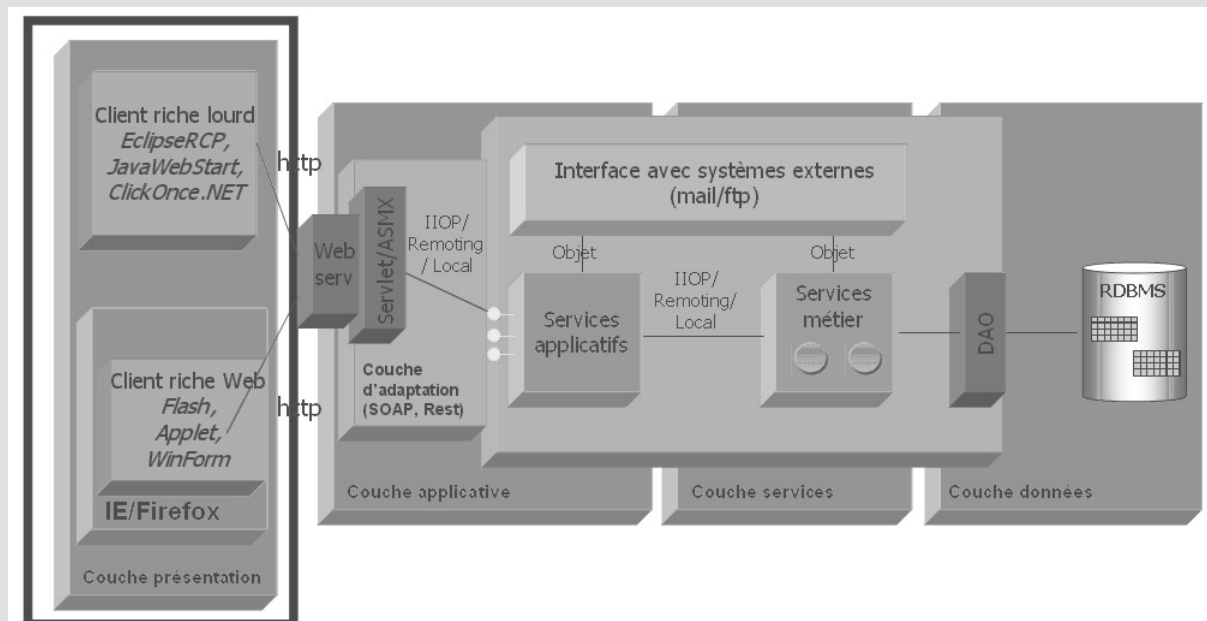 Client riche lourd
EclipseRCP,
JavaWebStart,
ClickOnce.NET
Client riche Web
Flash,
Applet,
WinForm
IE/Firefox
Couche présentation
http
http
Web
serv
Servlet/ASMX
IIOP/
Remoting
/ Local
Couche
d'adaptation
(SOAP, Rest)
Couche applicative
Interface avec systèmes externes
(mail/ftp)
Objet
Objet
Services
applicatifs
IIOP/
Remoting/
Local
Services
métier
Couche services
DAO
RDBMS
Couche données